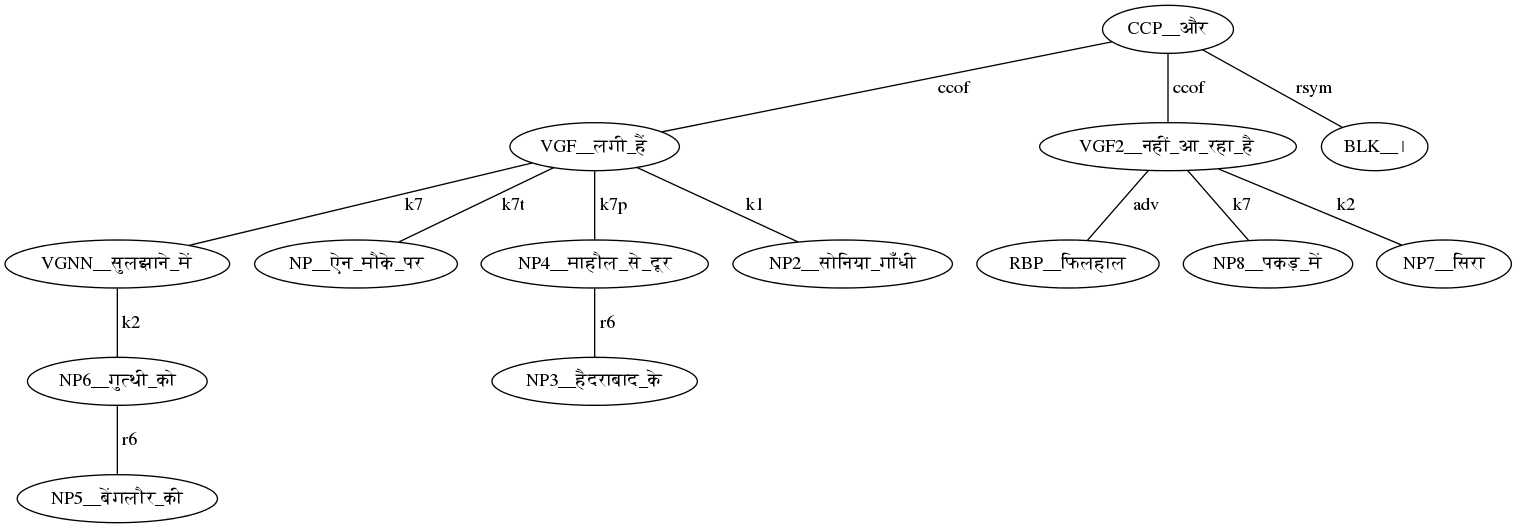 CCP__और
ccof ccof rsym
VGF__लगी_हैं VGF2__नहीं_आ_रहा_है BLK__।
k7 k7t k7p k1 adv k7 k2
VGNN__सुलझाने_में NP__ऐन_मौके_पर NP4__माहौल_से_दूर NP2__सोनिया_गाँधी RBP__फिलहाल NP8__पकड़_में NP7__सिरा
k2 r6
NP6__गुत्थी_को NP3__हैदराबाद_के
r6
NP5__बेंगलौर_की